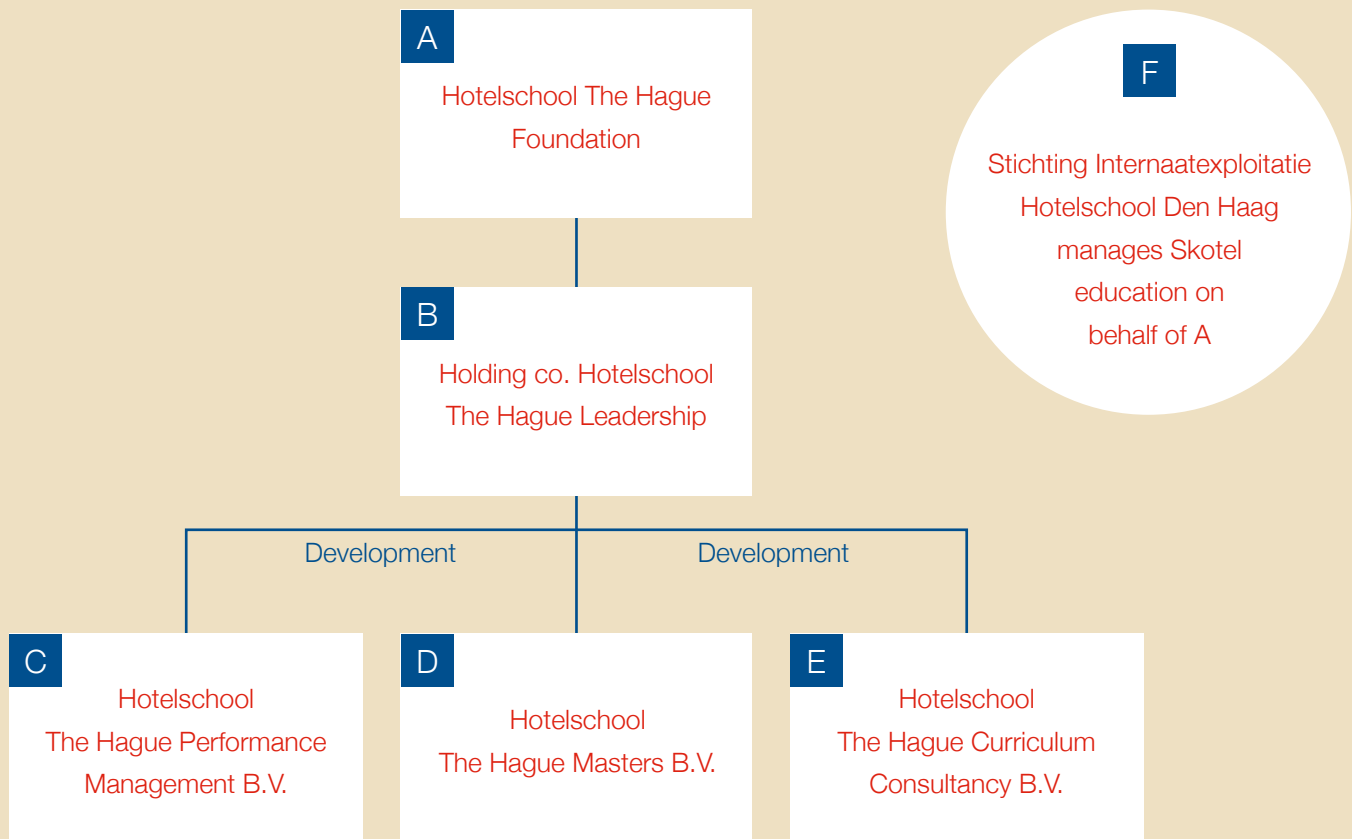 A
Hotelschool The Hague
Foundation
F
Stichting Internaatexploitatie
Hotelschool Den Haag
manages Skotel
education on
behalf of A
B
Holding co. Hotelschool
The Hague Leadership
Development
Development
C
Hotelschool
The Hague Performance
Management B.V.
D
Hotelschool
The Hague Masters B.V.
E
Hotelschool
The Hague Curriculum
Consultancy B.V.